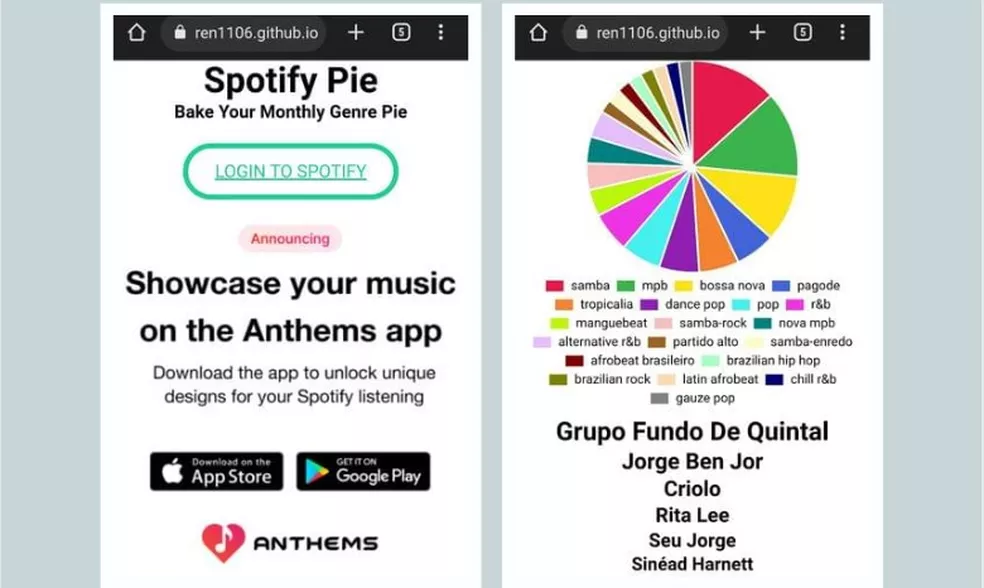 ren1106.github.io
5
Spotify Pie
Bake Your Monthly Genre Pie
LOGIN TO SPOTIFY
Announcing
Showcase your music
on the Anthems app
Download the app to unlock unique
designs for your Spotify listening
Download on the
App Store
GET IT ON
Google Play
ANTHEMS
ren1106.github.io
5
samba mpb bossa nova pagode
tropicalia dance pop pop r&b
manguebeat samba-rock nova mpb
alternative r&b partido alto samba-enredo
afrobeat brasileiro brazilian hip hop
brazilian rock latin afrobeat chill r&b
gauze pop
Grupo Fundo De Quintal
Jorge Ben Jor
Criolo
Rita Lee
Seu Jorge
Sinéad Harnett